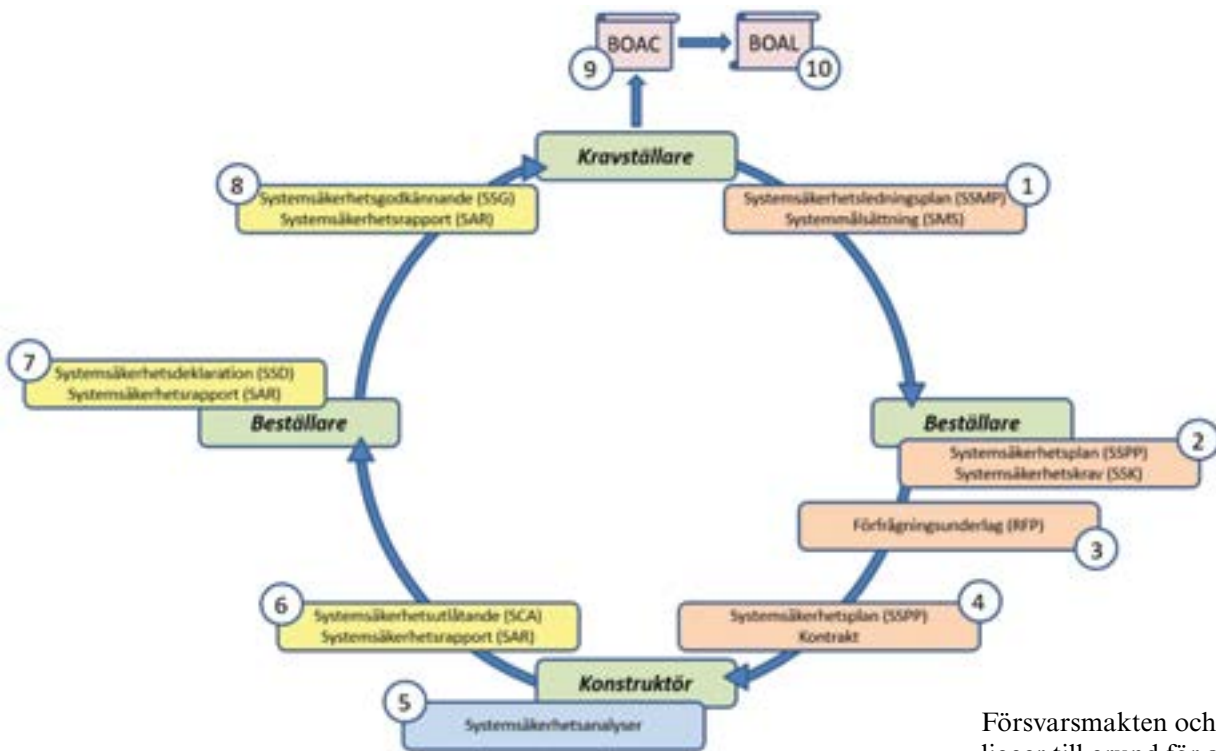 BOAC
BOAL
9
10
Kravställare
8
Systemsäkerhetsgodkännande (SSG)
Systemsäkerhetsrapport (SAR)
1
Systemsäkerhetsledningsplan (SSMP)
Systemmålsättning (SMS)
7
Systemsäkerhetsdeklaration (SSD)
Systemsäkerhetsrapport (SAR)
Beställare
Beställare
2
Systemsäkerhetsplan (SSPP)
Systemsäkerhetskrav (SSK)
Förfrågningsunderlag (RFP)
3
6
Systemsäkerhetsutlåtande (SCA)
Systemsäkerhetsrapport (SAR)
4
Systemsäkerhetsplan (SSPP)
Kontrakt
Konstruktör
5
Systemsäkerhetsanalyser
Försvarsmakten och